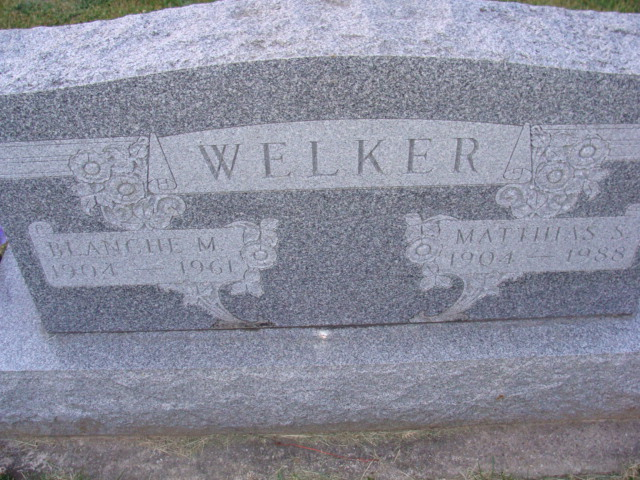 WELKER
BLANCHE M.
1904 — 1961
MATTHIAS S.
1904 — 1988